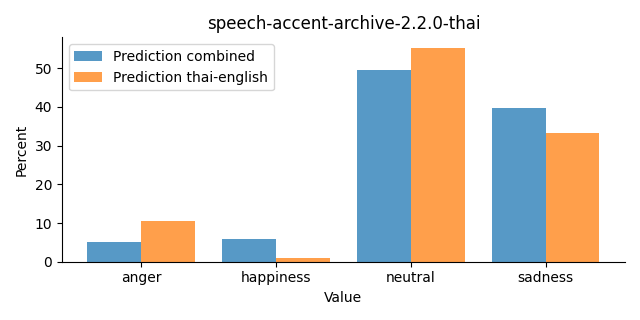 speech-accent-archive-2.2.0-thai
Prediction combined
Prediction thai-english
Percent
50
40
30
20
10
0
anger happiness neutral sadness
Value